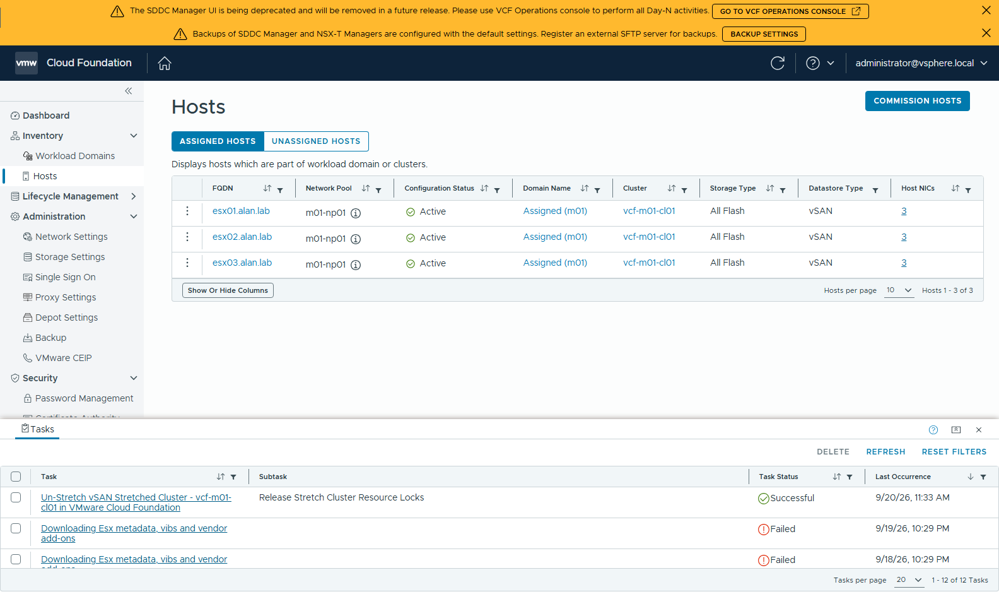 The SDDC Manager UI is being deprecated and will be removed in a future release. Please use VCF Operations console to perform all Day-N activities. GO TO VCF OPERATIONS CONSOLE
Backups of SDDC Manager and NSX-T Managers are configured with the default settings. Register an external SFTP server for backups. BACKUP SETTINGS
vmw Cloud Foundation administrator@vsphere.local
Dashboard
Inventory
Workload Domains
Hosts
Lifecycle Management
Administration
Network Settings
Storage Settings
Single Sign On
Proxy Settings
Depot Settings
Backup
VMware CEIP
Security
Password Management
Certificate Authority
Hosts COMMISSION HOSTS
ASSIGNED HOSTS UNASSIGNED HOSTS
Displays hosts which are part of workload domain or clusters.
FQDN Network Pool Configuration Status Domain Name Cluster Storage Type Datastore Type Host NICs
esx01.alan.lab m01-np01 Active Assigned (m01) vcf-m01-cl01 All Flash vSAN 3
esx02.alan.lab m01-np01 Active Assigned (m01) vcf-m01-cl01 All Flash vSAN 3
esx03.alan.lab m01-np01 Active Assigned (m01) vcf-m01-cl01 All Flash vSAN 3
Show Or Hide Columns Hosts per page 10 Hosts 1 - 3 of 3
Tasks
DELETE REFRESH RESET FILTERS
Task Subtask Task Status Last Occurrence
Un-Stretch vSAN Stretched Cluster - vcf-m01-
cl01 in VMware Cloud Foundation Release Stretch Cluster Resource Locks Successful 9/20/26, 11:33 AM
Downloading Esx metadata, vibs and vendor
add-ons Failed 9/19/26, 10:29 PM
Downloading Esx metadata, vibs and vendor
add-ons Failed 9/18/26, 10:29 PM
Tasks per page 20 1 - 12 of 12 Tasks